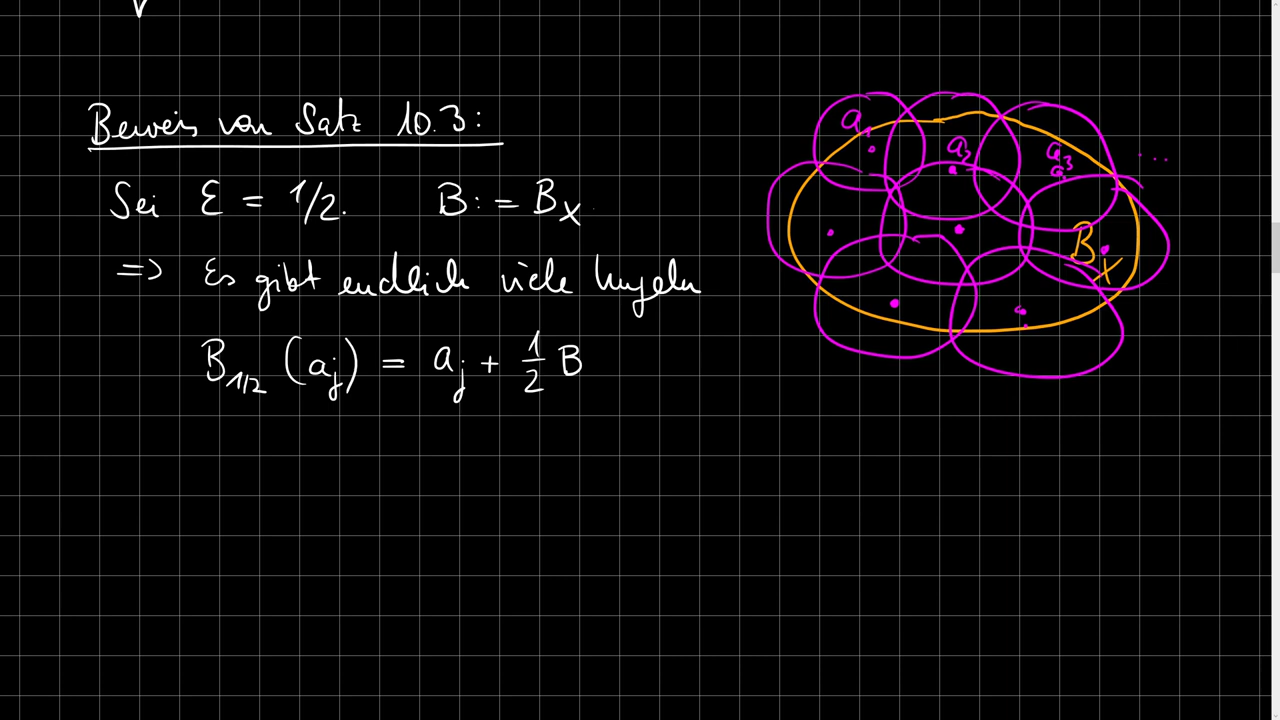 Beweis von Satz 10.3:
Sei ε = 1/2. B := B_X
=> Es gibt endlich viele Kugeln
B_{1/2} (a_j) = a_j + 1/2 B
a_1 a_2 a_3 ...
B_X